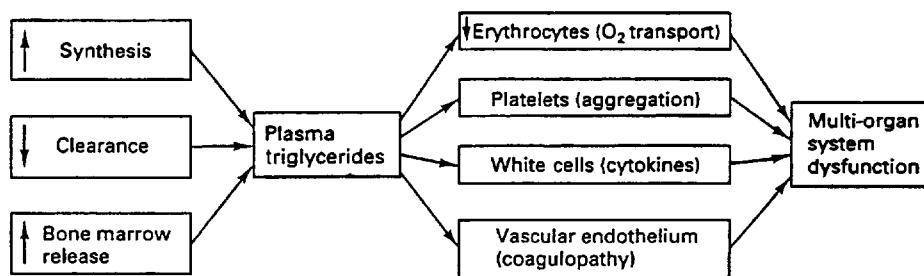 Synthesis
Clearance
Bone marrow
release
Plasma
triglycerides
Erythrocytes (O₂ transport)
Platelets (aggregation)
White cells (cytokines)
Vascular endothelium
(coagulopathy)
Multi-organ
system
dysfunction